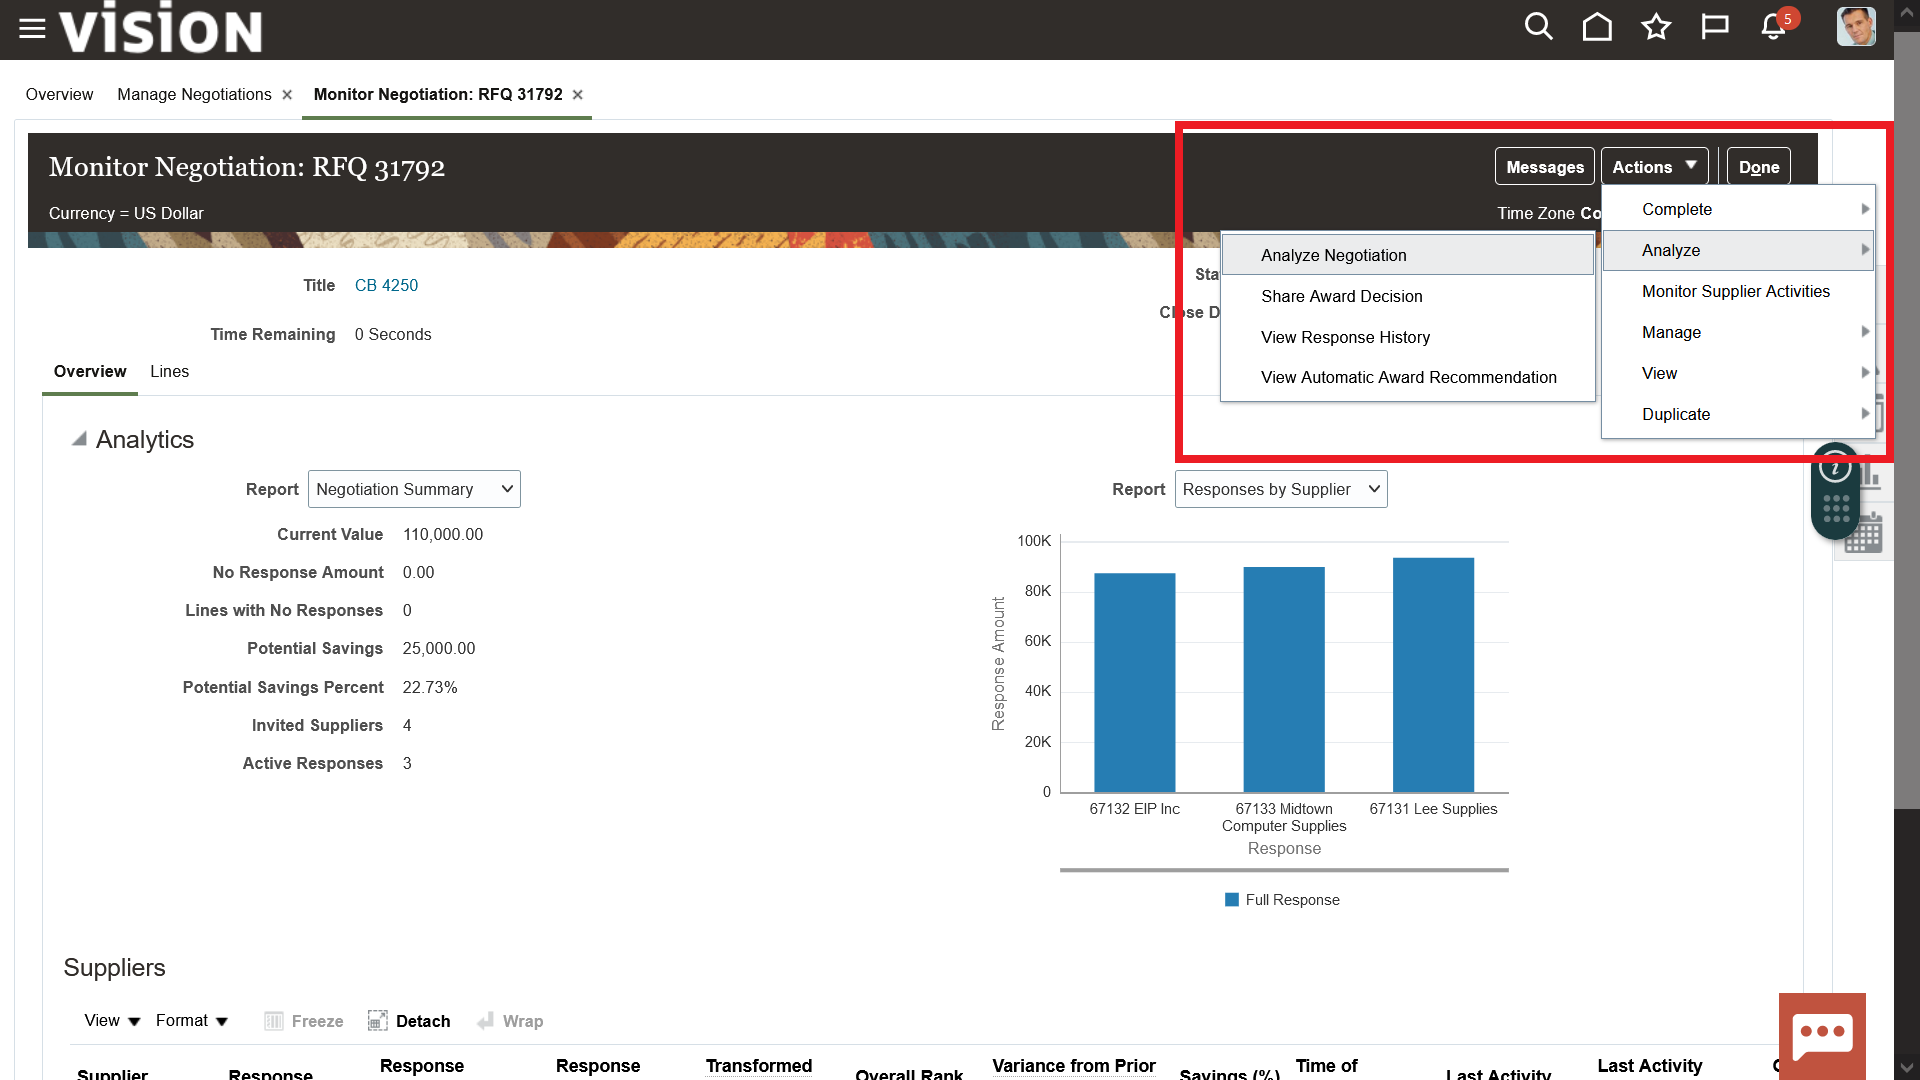 VISION
5
Overview
Manage Negotiations ×
Monitor Negotiation: RFQ 31792 ×
Monitor Negotiation: RFQ 31792
Messages
Actions
Done
Currency = US Dollar
Time Zone Co
Complete
Analyze
Monitor Supplier Activities
Manage
View
Duplicate
Analyze Negotiation
Share Award Decision
View Response History
View Automatic Award Recommendation
Title CB 4250
Sta
Close D
Time Remaining 0 Seconds
Overview
Lines
Analytics
Report Negotiation Summary
Current Value 110,000.00
No Response Amount 0.00
Lines with No Responses 0
Potential Savings 25,000.00
Potential Savings Percent 22.73%
Invited Suppliers 4
Active Responses 3
Report Responses by Supplier
100K
80K
60K
40K
20K
0
Response Amount
67132 EIP Inc
67133 Midtown
Computer Supplies
67131 Lee Supplies
Response
Full Response
Suppliers
View
Format
Freeze
Detach
Wrap
Supplier
Response
Response
Response
Transformed
Overall Rank
Variance from Prior
Savings (%)
Time of
Last Activity
Last Activity